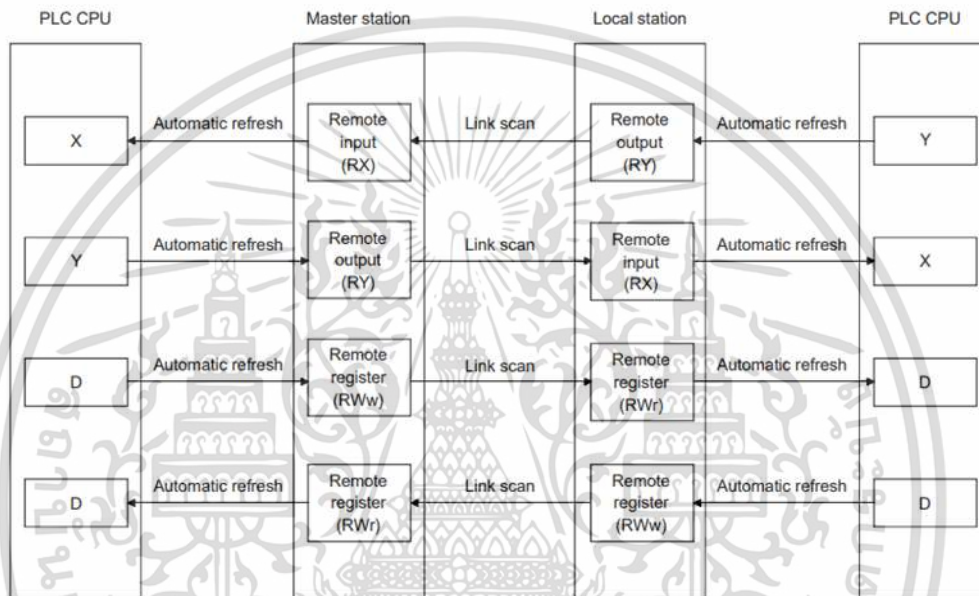 PLC CPU Master station Local station PLC CPU
X Automatic refresh Remote input (RX) Link scan Remote output (RY) Automatic refresh Y
Y Automatic refresh Remote output (RY) Link scan Remote input (RX) Automatic refresh X
D Automatic refresh Remote register (RWw) Link scan Remote register (RWr) Automatic refresh D
D Automatic refresh Remote register (RWr) Link scan Remote register (RWw) Automatic refresh D